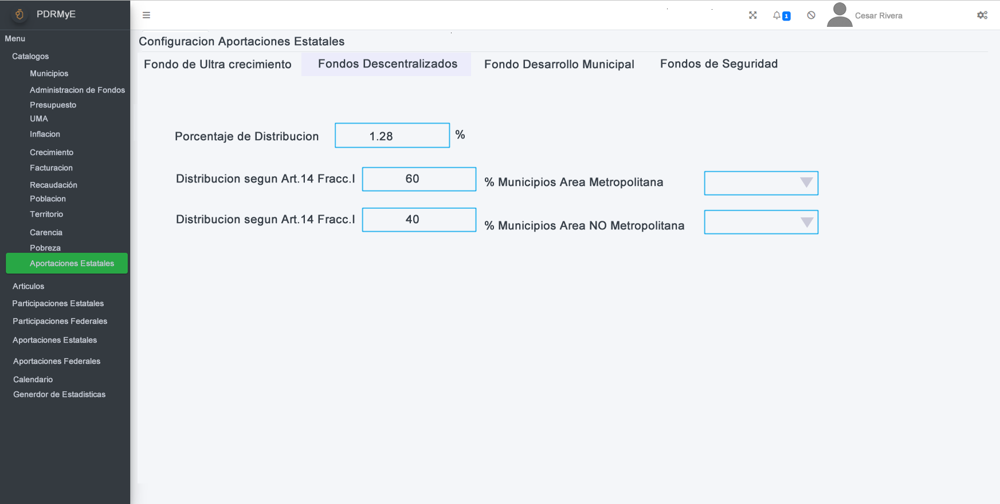 PDRMyE
1
Cesar Rivera
Menu
Catalogos
Municipios
Administracion de Fondos
Presupuesto
UMA
Inflacion
Crecimiento
Facturacion
Recaudación
Poblacion
Territorio
Carencia
Pobreza
Aportaciones Estatales
Articulos
Participaciones Estatales
Participaciones Federales
Aportaciones Estatales
Aportaciones Federales
Calendario
Generdor de Estadisticas
Configuracion Aportaciones Estatales
Fondo de Ultra crecimiento Fondos Descentralizados Fondo Desarrollo Municipal Fondos de Seguridad
Porcentaje de Distribucion 1.28 %
Distribucion segun Art.14 Fracc.I 60 % Municipios Area Metropolitana
Distribucion segun Art.14 Fracc.I 40 % Municipios Area NO Metropolitana